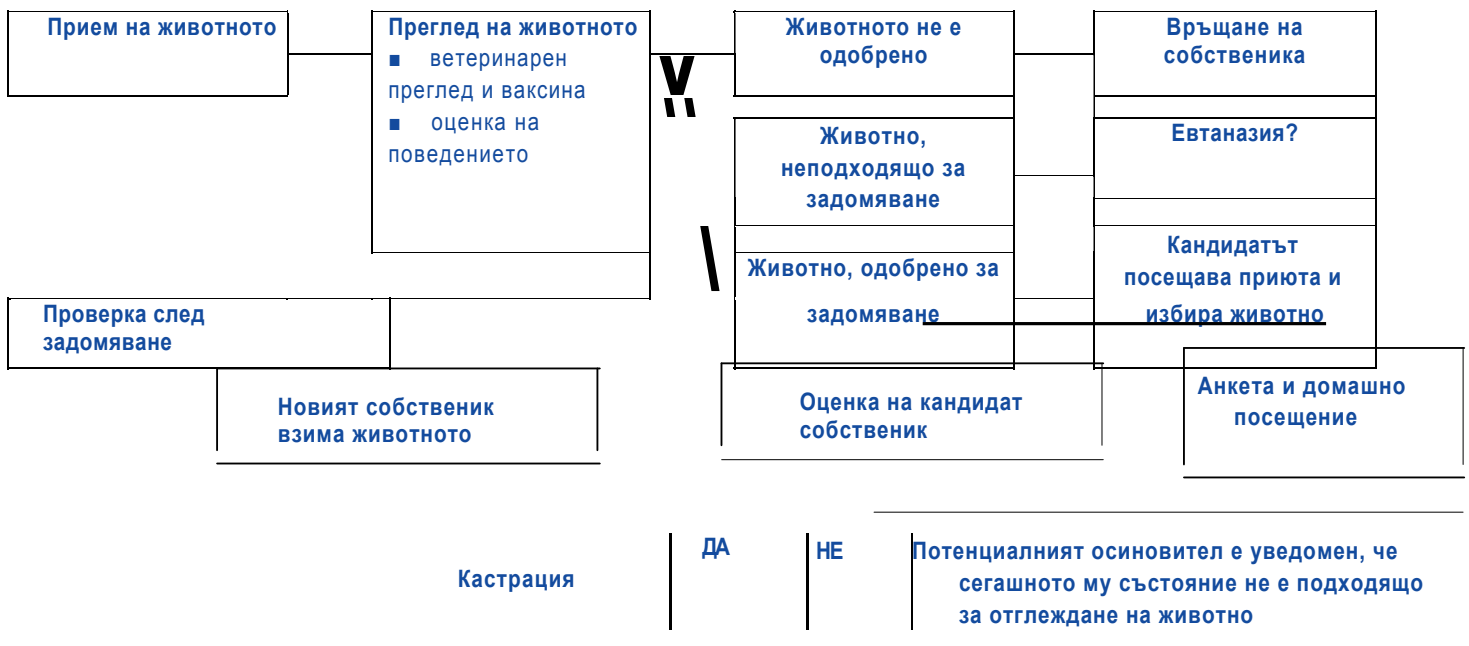 Прием на животното
Преглед на животното
■ ветеринарен
преглед и ваксина
■ оценка на
поведението
Животното не е
одобрено
Връщане на
собственика
Животно,
неподходящо за
задомяване
Евтаназия?
Животно, одобрено за
задомяване
Кандидатът
посещава приюта и
избира животно
Проверка след
задомяване
Новият собственик
взима животното
Оценка на кандидат
собственик
Анкета и домашно
посещение
Кастрация
ДА
НЕ
Потенциалният осиновител е уведомен, че
сегашното му състояние не е подходящо
за отглеждане на животно